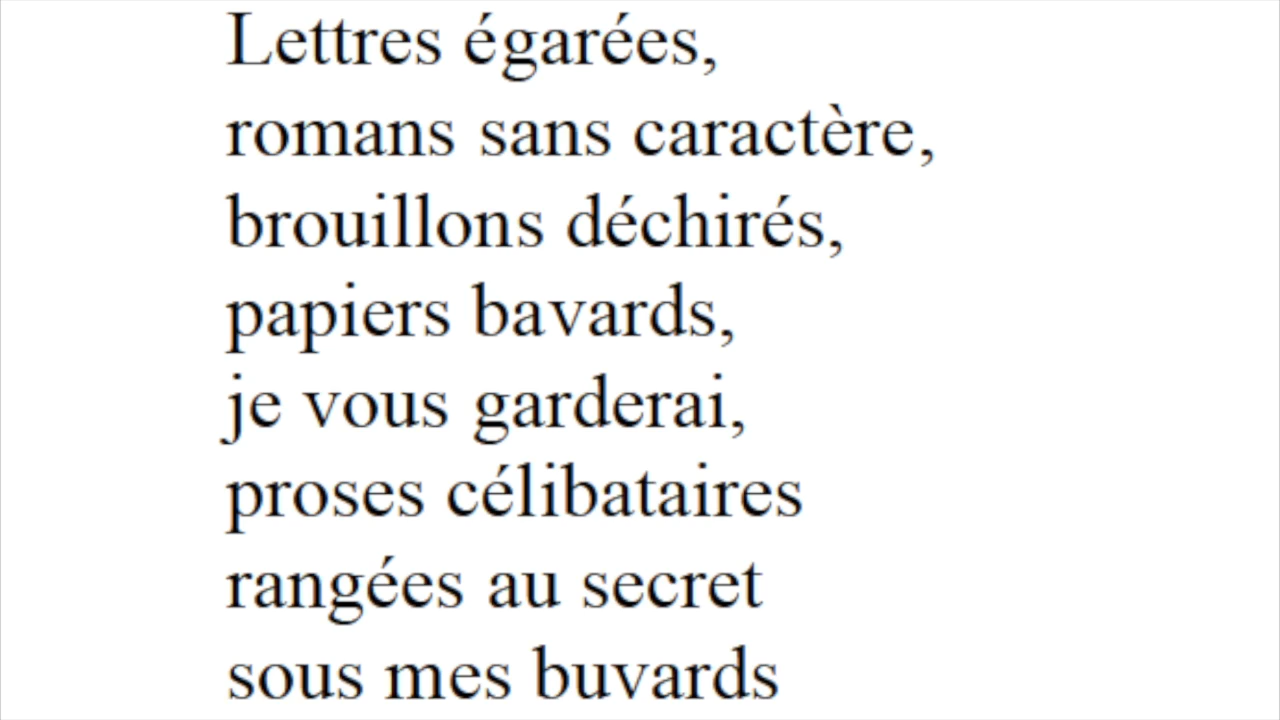 Lettres égarées,
romans sans caractère,
brouillons déchirés,
papiers bavards,
je vous garderai,
proses célibataires
rangées au secret
sous mes buvards